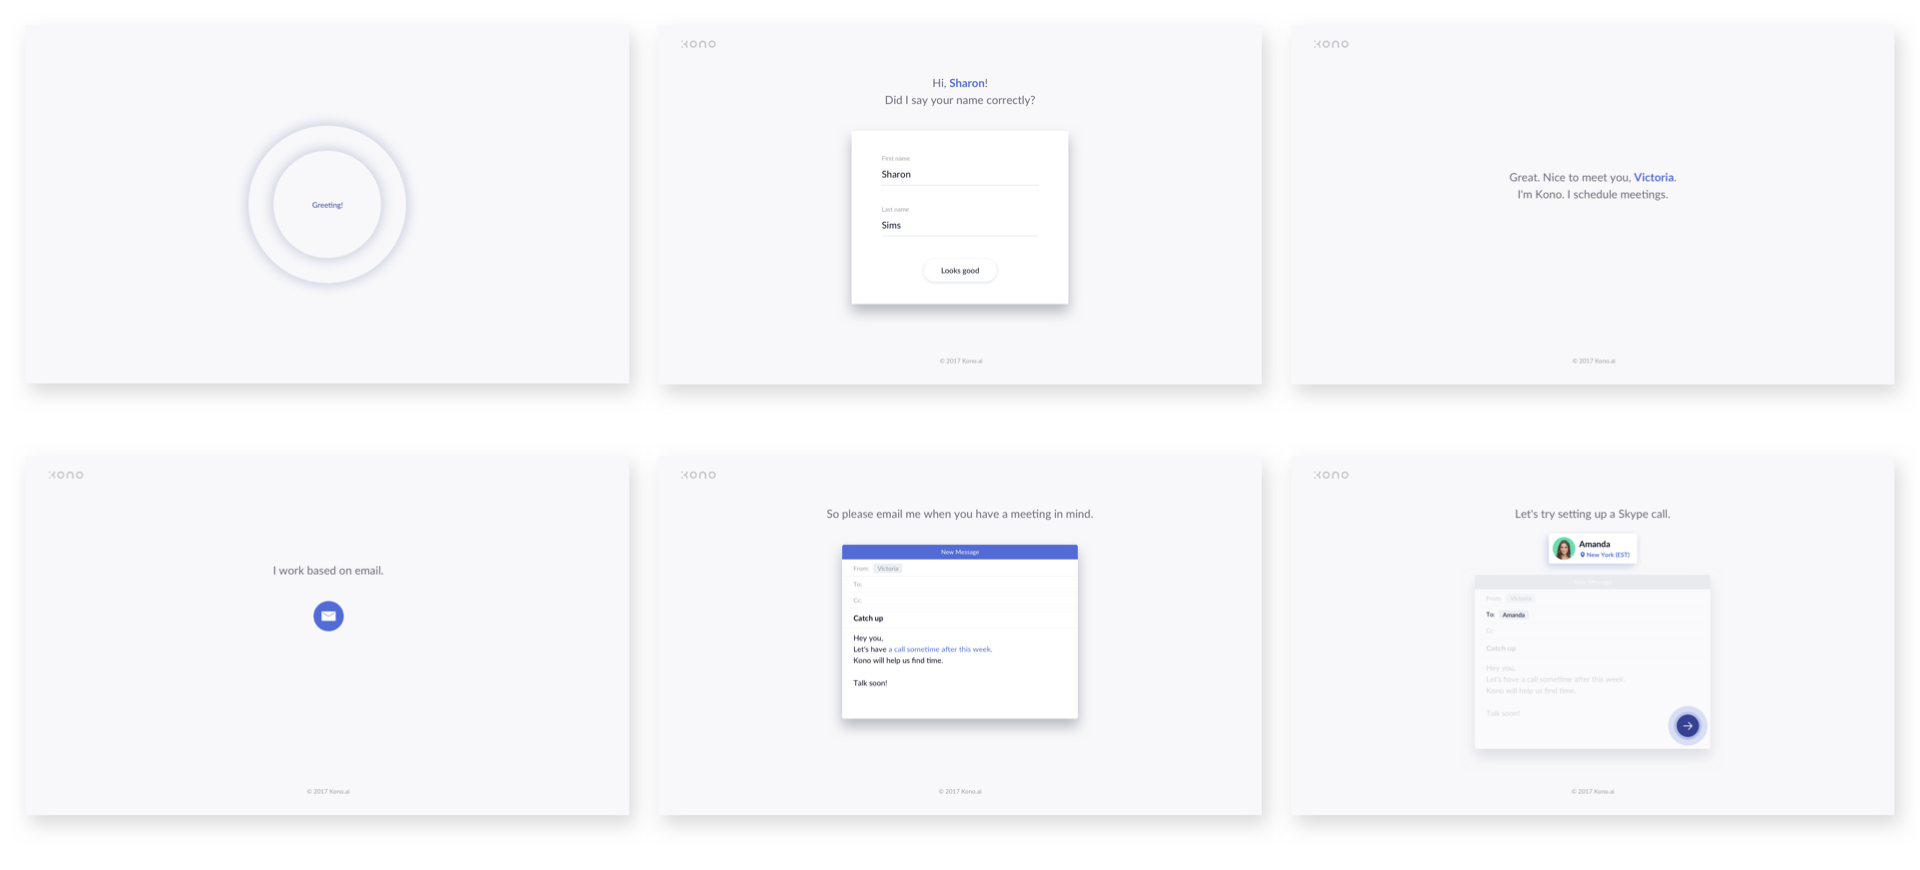 Greeting!
kono
Hi, Sharon!
Did I say your name correctly?
First name
Sharon
Last name
Sims
Looks good
© 2017 Kono.ai
kono
Great. Nice to meet you, Victoria.
I'm Kono. I schedule meetings.
© 2017 Kono.ai
kono
I work based on email.
© 2017 Kono.ai
kono
So please email me when you have a meeting in mind.
New Message
From: Victoria
To:
Cc:
Catch up
Hey you,
Let's have a call sometime after this week.
Kono will help us find time.
Talk soon!
© 2017 Kono.ai
kono
Let's try setting up a Skype call.
Amanda
New York (EST)
New Message
From: Victoria
To: Amanda
Cc:
Catch up
Hey you,
Let's have a call sometime after this week.
Kono will help us find time.
Talk soon!
© 2017 Kono.ai